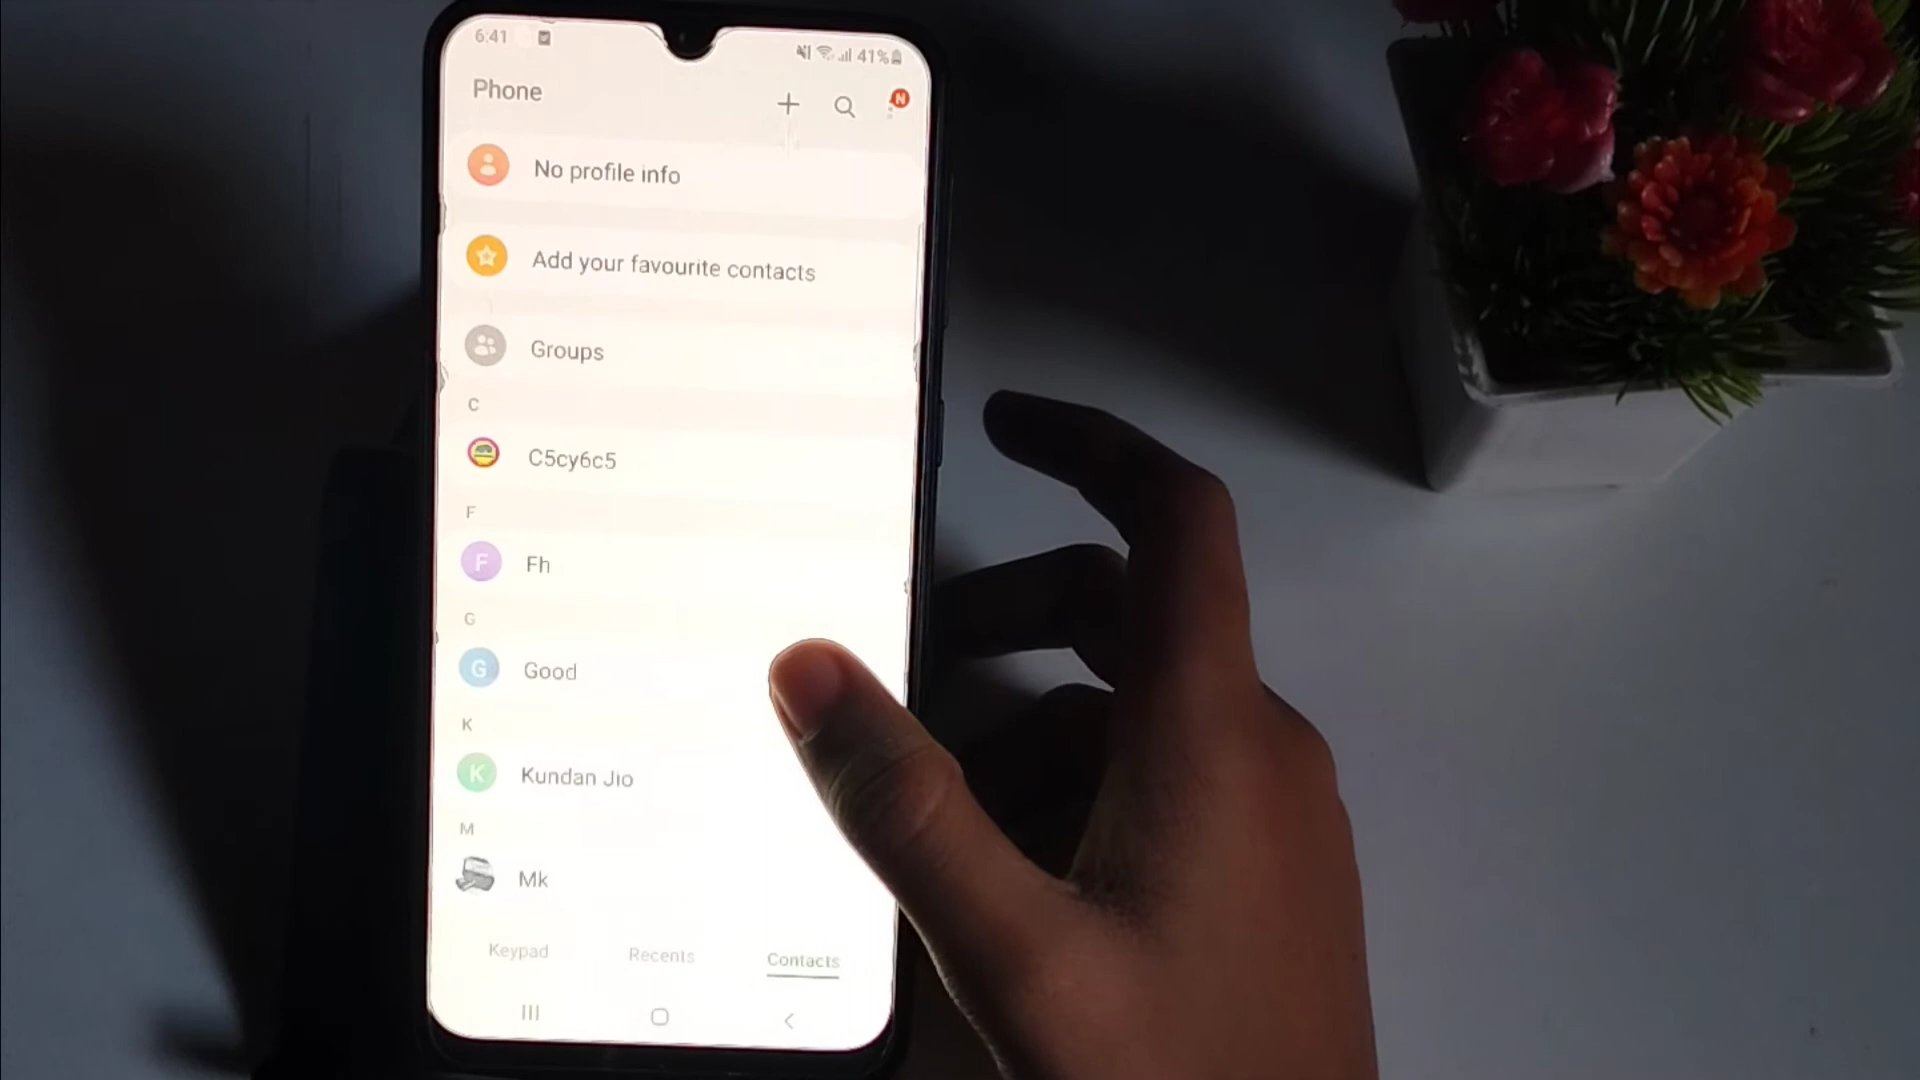 6:41 41%
Phone
N
No profile info
Add your favourite contacts
Groups
C
C5cy6c5
F
F Fh
G
G Good
K
K Kundan Jio
M
Mk
Keypad Recents Contacts